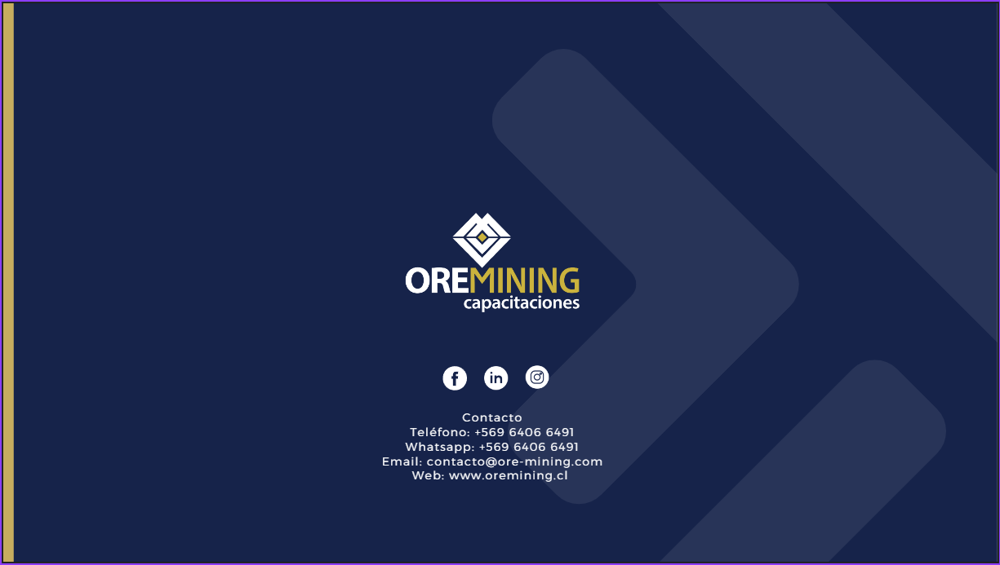 OREMINING
capacitaciones
Contacto
Teléfono: +569 6406 6491
Whatsapp: +569 6406 6491
Email: contacto@ore-mining.com
Web: www.oremining.cl